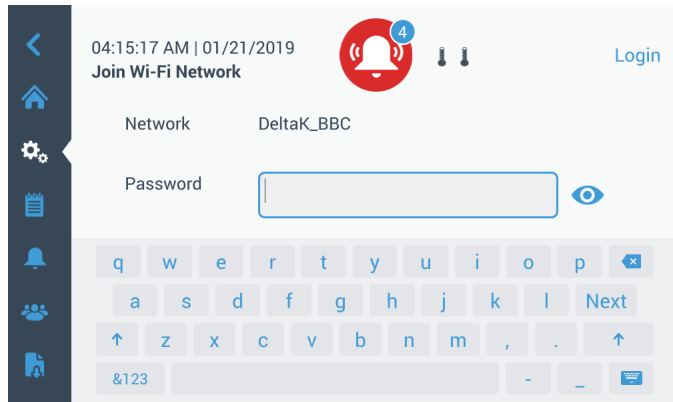 04:15:17 AM | 01/21/2019
4
Login
Join Wi-Fi Network
Network DeltaK_BBC
Password
q w e r t y u i o p
a s d f g h j k l Next
z x c v b n m , .
&123 - _